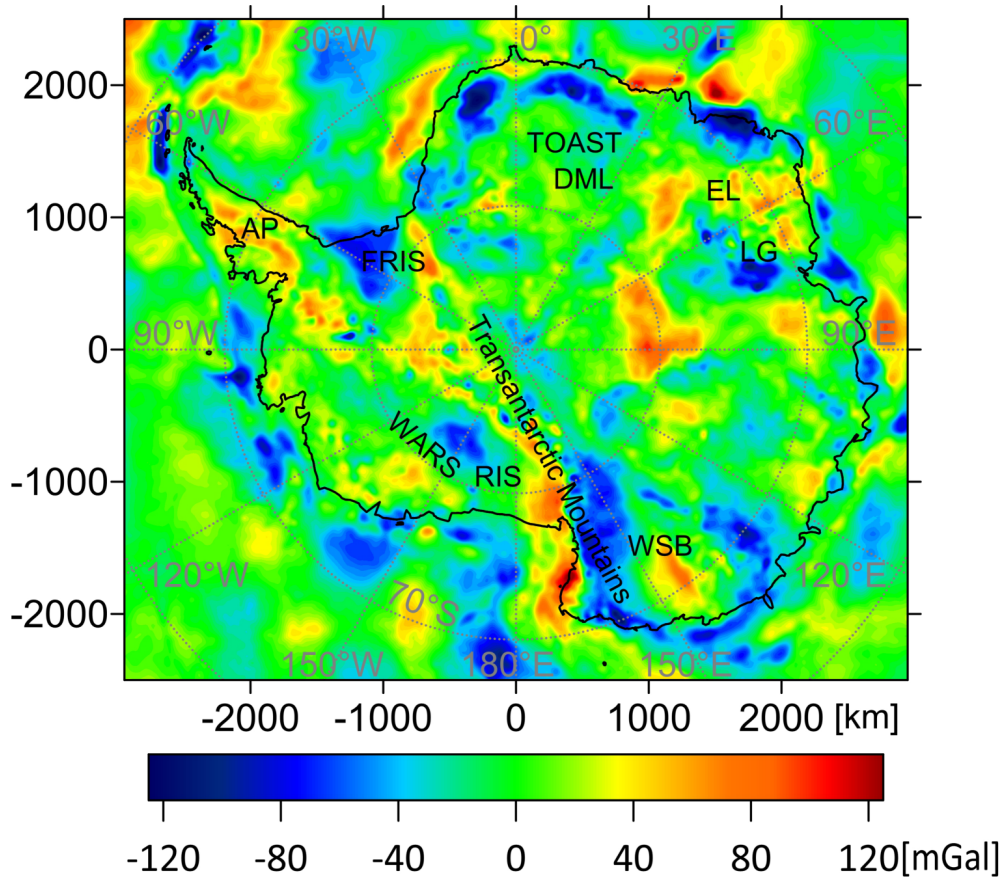 30°W 0° 30°E
2000
60°W 60°E
TOAST
DML
EL
1000
AP
LG
FRIS
90°W 90°E
0
Transantarctic Mountains
WARS
RIS
-1000
WSB
120°W 120°E
70°S
-2000
150°W 180°E 150°E
-2000 -1000 0 1000 2000 [km]
-120 -80 -40 0 40 80 120[mGal]